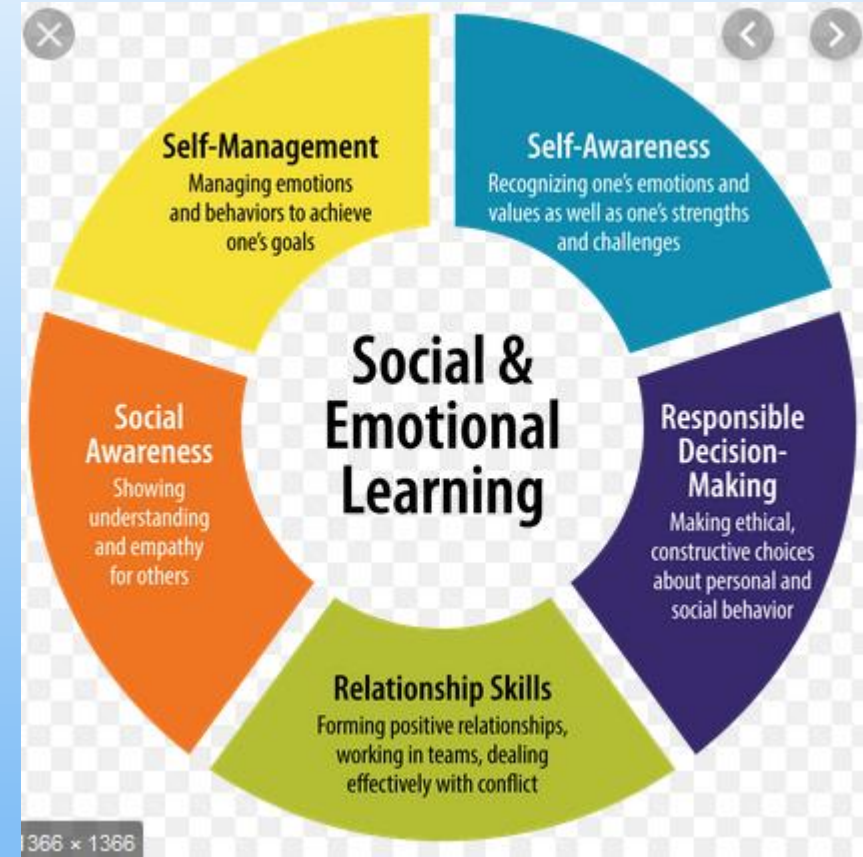 Self-Management
Managing emotions
and behaviors to achieve
one's goals
Self-Awareness
Recognizing one's emotions and
values as well as one's strengths
and challenges
Social &
Emotional
Learning
Social
Awareness
Showing
understanding
and empathy
for others
Responsible
Decision-
Making
Making ethical,
constructive choices
about personal and
social behavior
Relationship Skills
Forming positive relationships,
working in teams, dealing
effectively with conflict
1366 × 1366